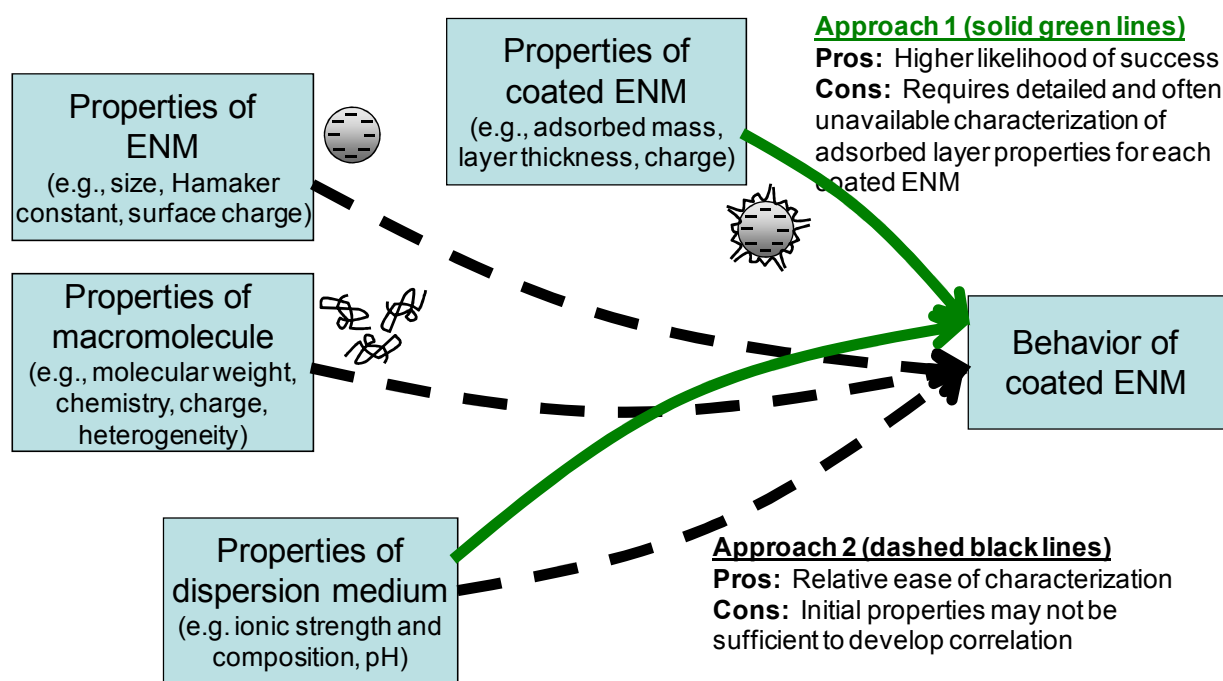 Properties of
ENM
(e.g., size, Hamaker
constant, surface charge)
Properties of
coated ENM
(e.g., adsorbed mass,
layer thickness, charge)
Approach 1 (solid green lines)
Pros: Higher likelihood of success
Cons: Requires detailed and often
unavailable characterization of
adsorbed layer properties for each
coated ENM
Properties of
macromolecule
(e.g., molecular weight,
chemistry, charge,
heterogeneity)
Behavior of
coated ENM
Properties of
dispersion medium
(e.g. ionic strength and
composition, pH)
Approach 2 (dashed black lines)
Pros: Relative ease of characterization
Cons: Initial properties may not be
sufficient to develop correlation